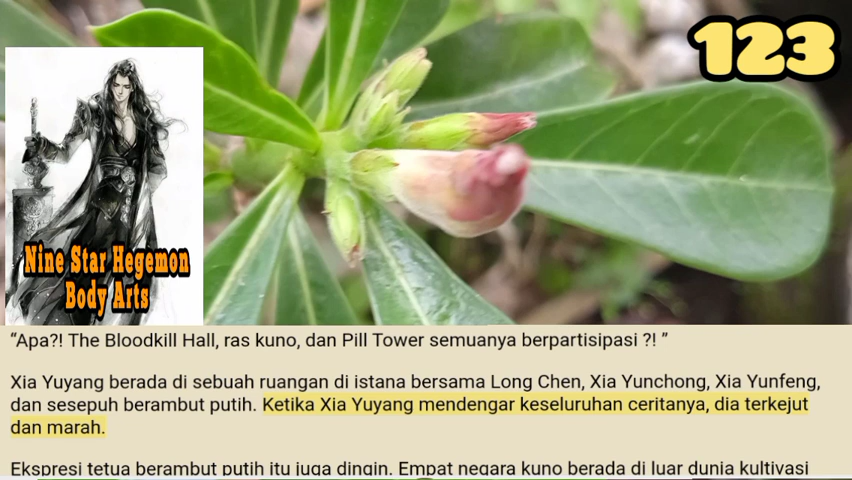 123
Nine Star Hegemon
Body Arts
“Apa?! The Bloodkill Hall, ras kuno, dan Pill Tower semuanya berpartisipasi ?! ”
Xia Yuyang berada di sebuah ruangan di istana bersama Long Chen, Xia Yunchong, Xia Yunfeng,
dan sesepuh berambut putih. Ketika Xia Yuyang mendengar keseluruhan ceritanya, dia terkejut
dan marah.
Ekspresi tetua berambut putih itu juga dingin. Empat negara kuno berada di luar dunia kultivasi